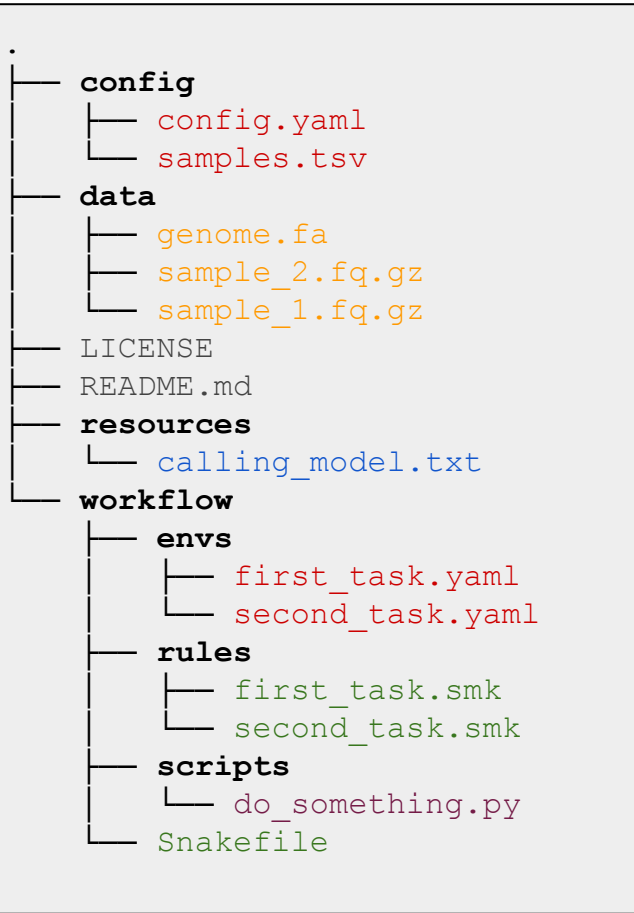 .
├── config
│   ├── config.yaml
│   └── samples.tsv
├── data
│   ├── genome.fa
│   ├── sample_2.fq.gz
│   └── sample_1.fq.gz
├── LICENSE
├── README.md
├── resources
│   └── calling_model.txt
└── workflow
    ├── envs
    │   ├── first_task.yaml
    │   └── second_task.yaml
    ├── rules
    │   ├── first_task.smk
    │   └── second_task.smk
    ├── scripts
    │   └── do_something.py
    └── Snakefile